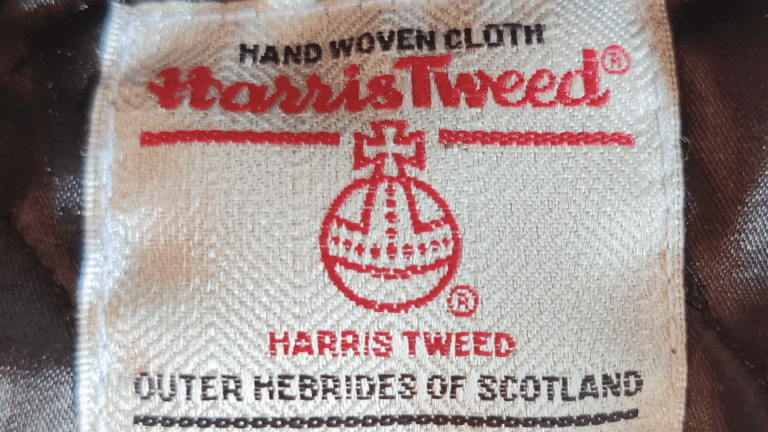 HAND WOVEN CLOTH
Harris Tweed®
®
HARRIS TWEED
OUTER HEBRIDES OF SCOTLAND